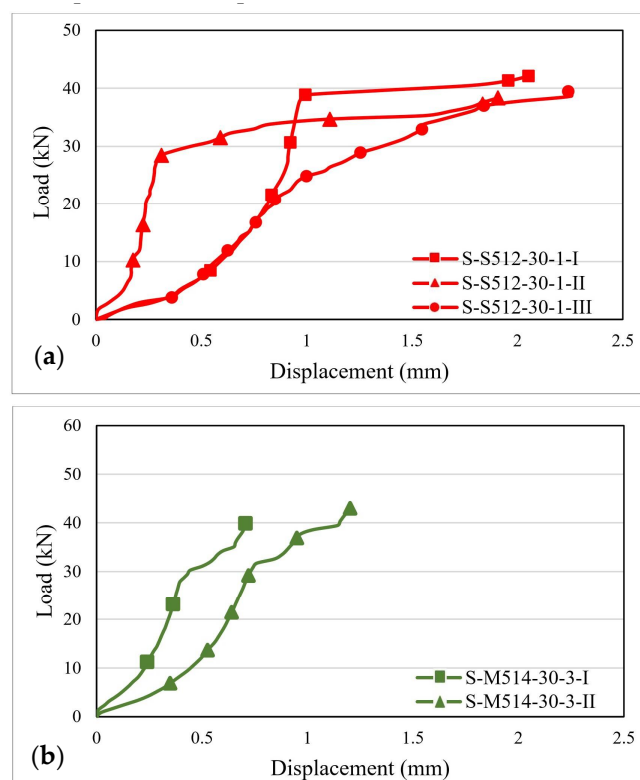 50
40
30
20
10
0
Load (kN)
S-S512-30-1-I
S-S512-30-1-II
S-S512-30-1-III
0 0.5 1 1.5 2 2.5
(a)
Displacement (mm)
60
50
40
30
20
10
0
Load (kN)
S-M514-30-3-I
S-M514-30-3-II
0 0.5 1 1.5 2 2.5
(b)
Displacement (mm)